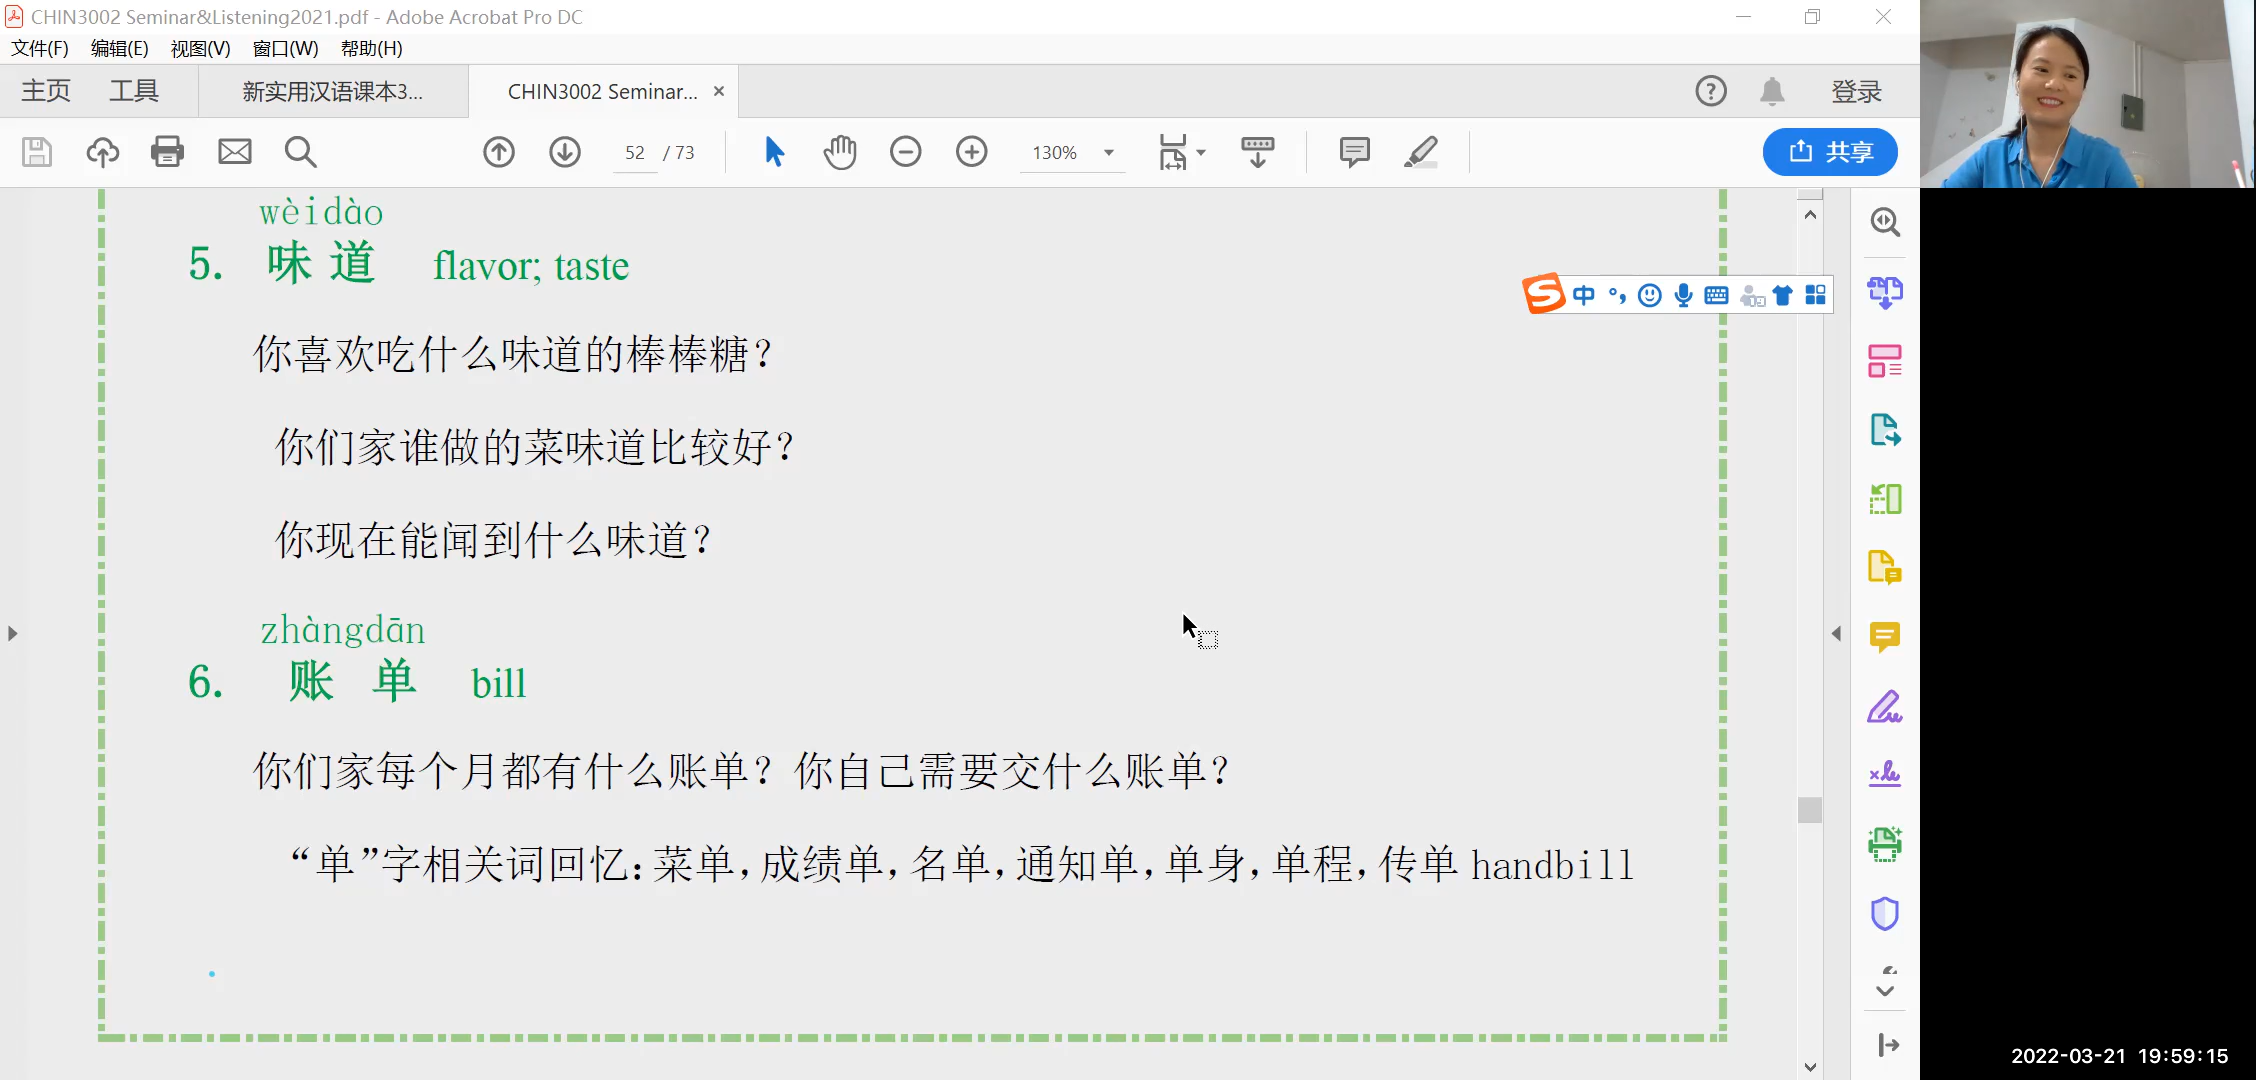 CHIN3002 Seminar&Listening2021.pdf - Adobe Acrobat Pro DC
文件(F) 编辑(E) 视图(V) 窗口(W) 帮助(H)
主页 工具 新实用汉语课本3... CHIN3002 Seminar... × 登录
52 / 73 130% 共享
wèidào
5. 味道 flavor; taste
中
你喜欢吃什么味道的棒棒糖？
你们家谁做的菜味道比较好？
你现在能闻到什么味道？
zhàngdān
6. 账单 bill
你们家每个月都有什么账单？你自己需要交什么账单？
“单”字相关词回忆：菜单，成绩单，名单，通知单，单身，单程，传单 handbill
2022-03-21 19:59:15